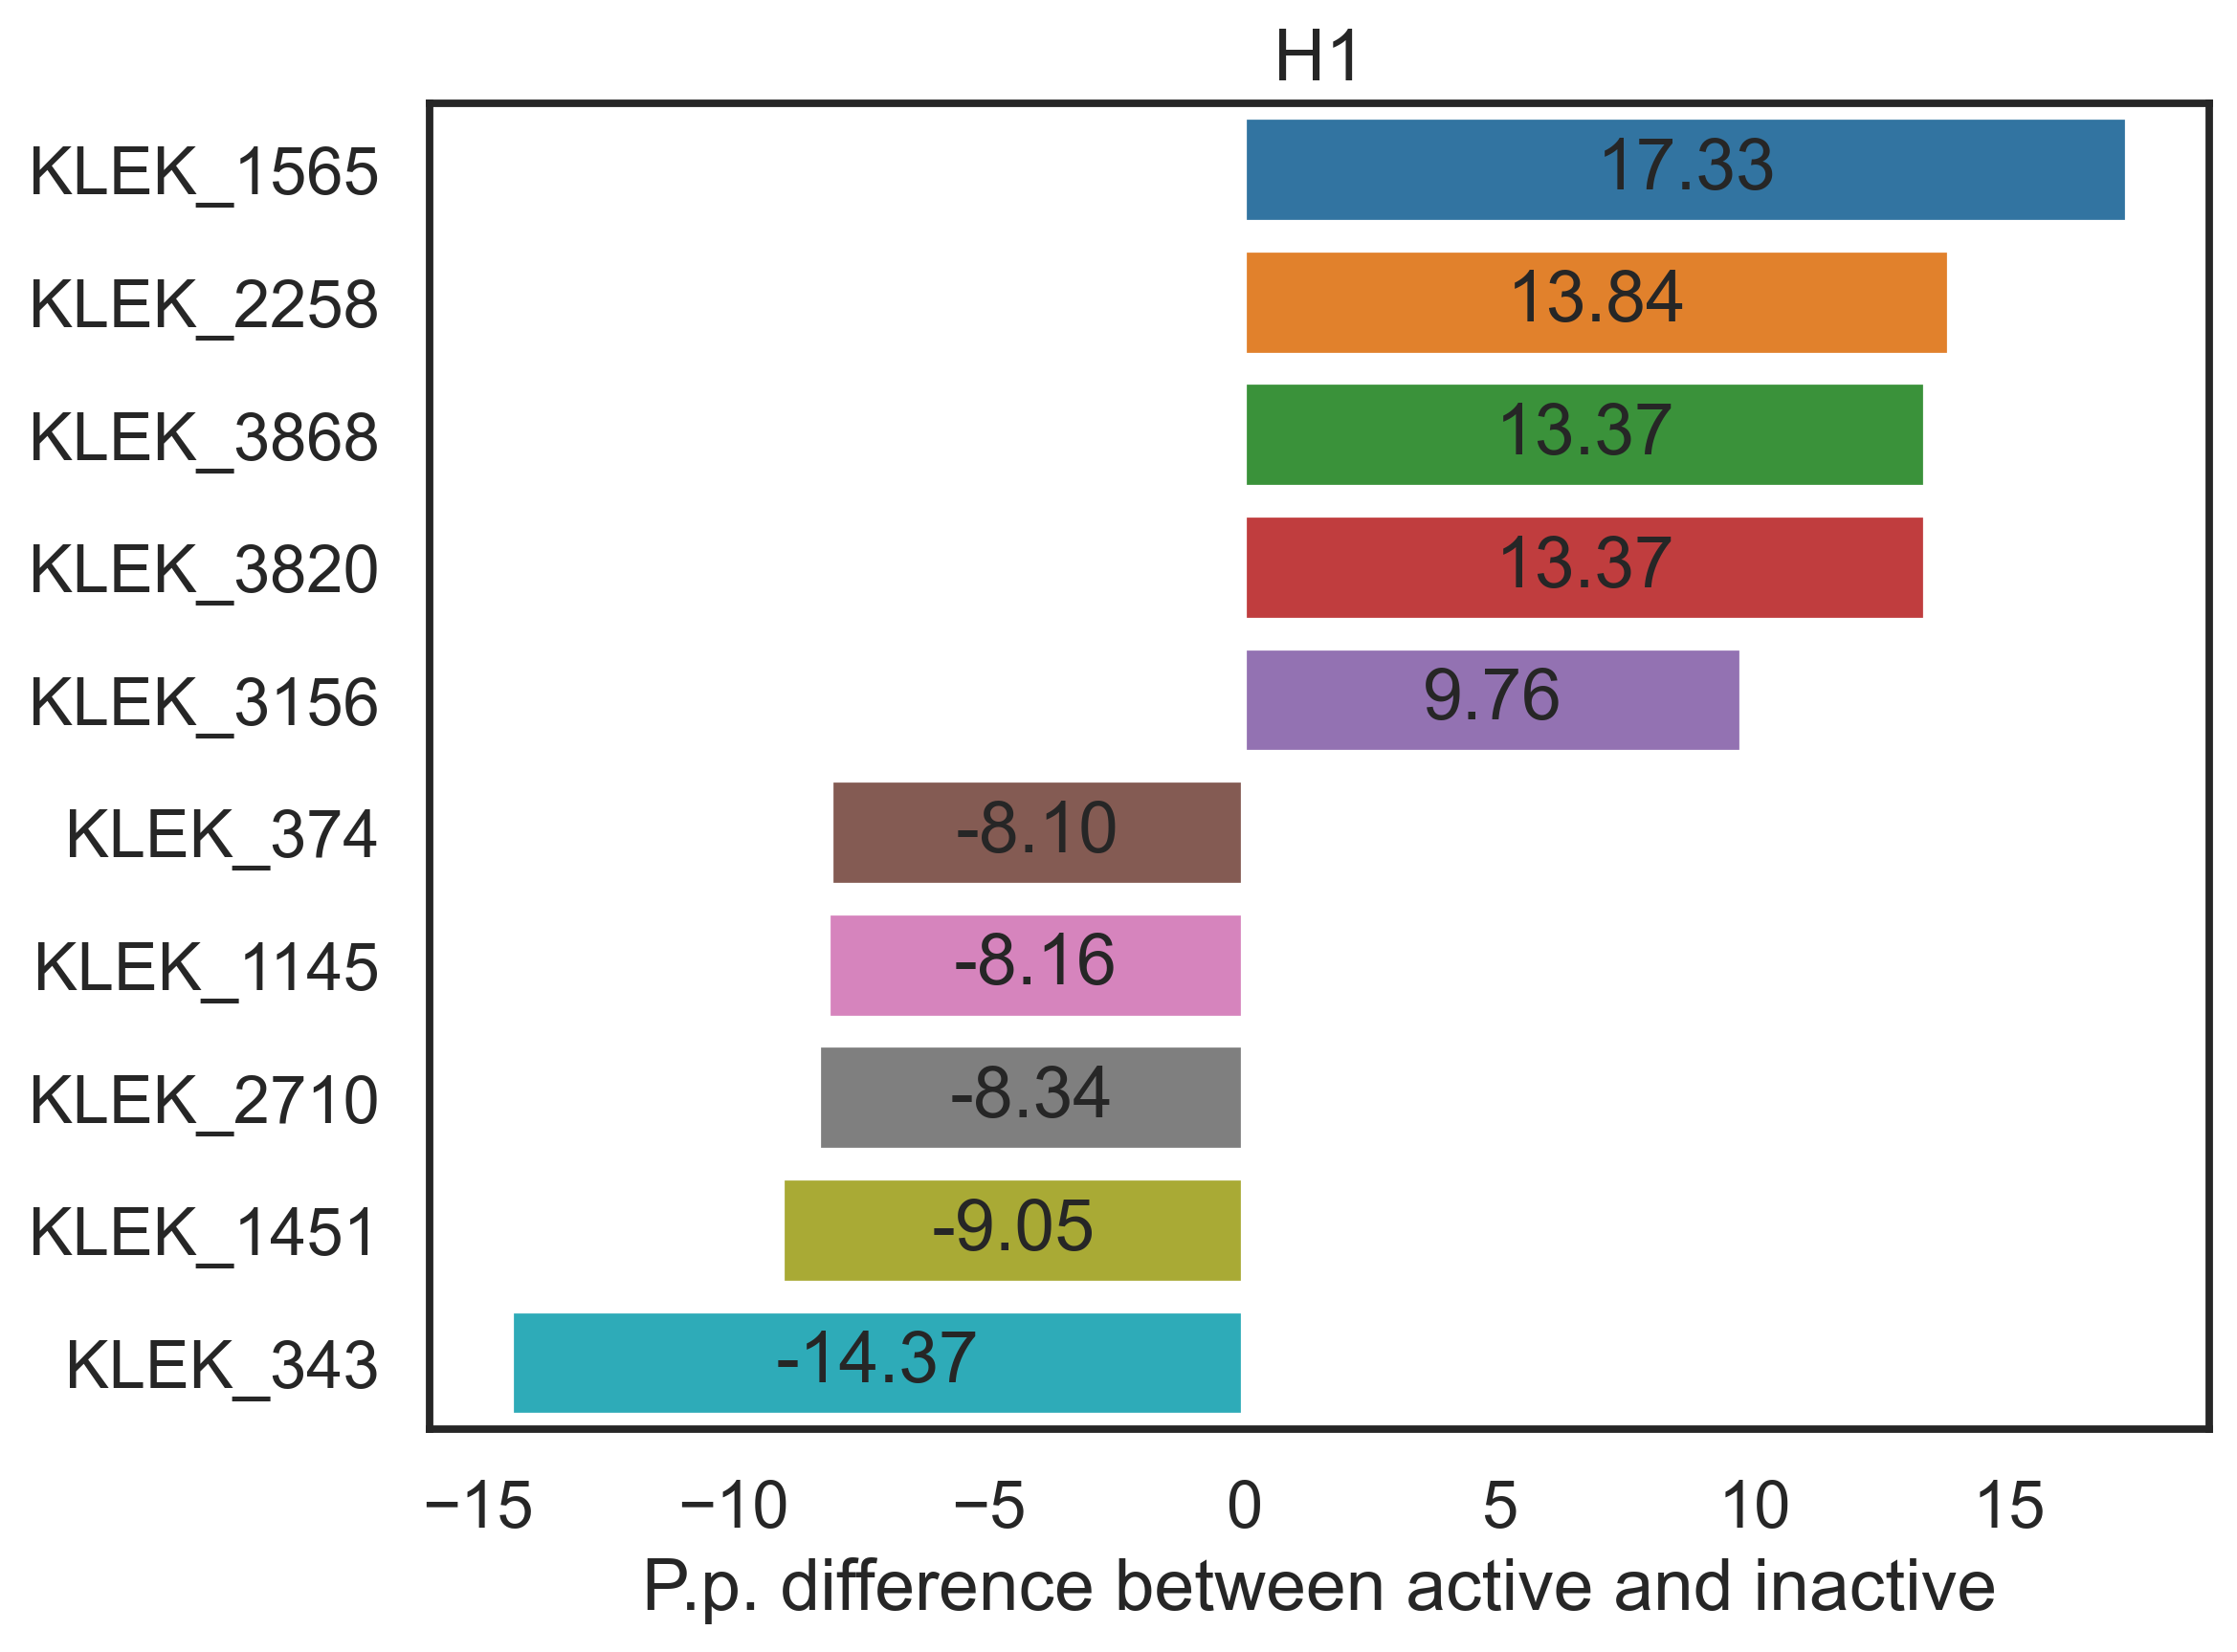 H1
KLEK_1565 17.33
KLEK_2258 13.84
KLEK_3868 13.37
KLEK_3820 13.37
KLEK_3156 9.76
KLEK_374 -8.10
KLEK_1145 -8.16
KLEK_2710 -8.34
KLEK_1451 -9.05
KLEK_343 -14.37
−15 −10 −5 0 5 10 15
P.p. difference between active and inactive